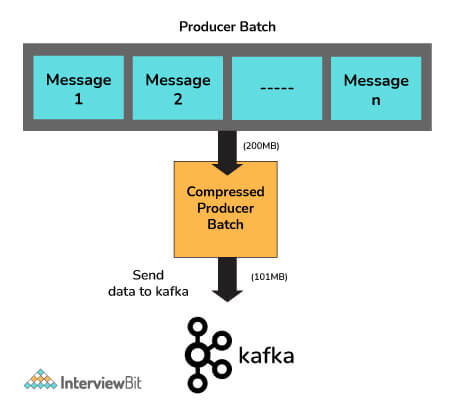 Producer Batch
Message
1
Message
2
-----
Message
n
(200MB)
Compressed
Producer
Batch
(101MB)
Send
data to kafka
kafka
InterviewBit